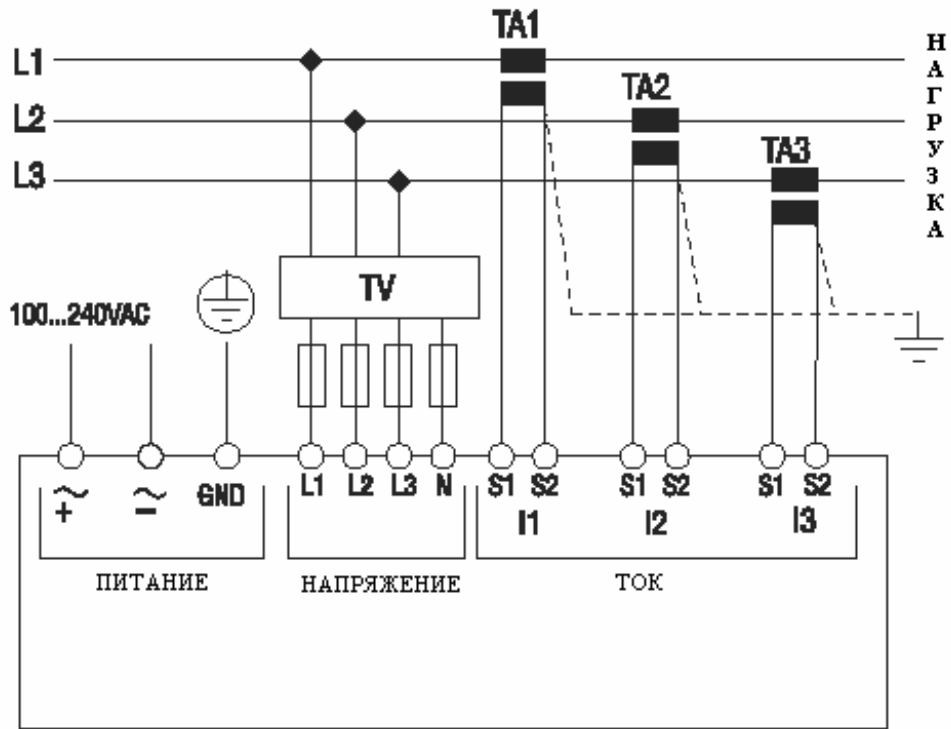 TA1
L1
TA2
L2
TA3
L3
НАГРУЗКА
TV
100...240VAC
L1 L2 L3 N S1 S2 S1 S2 S1 S2
~ ~ GND
+ −
I1 I2 I3
ПИТАНИЕ НАПРЯЖЕНИЕ ТОК